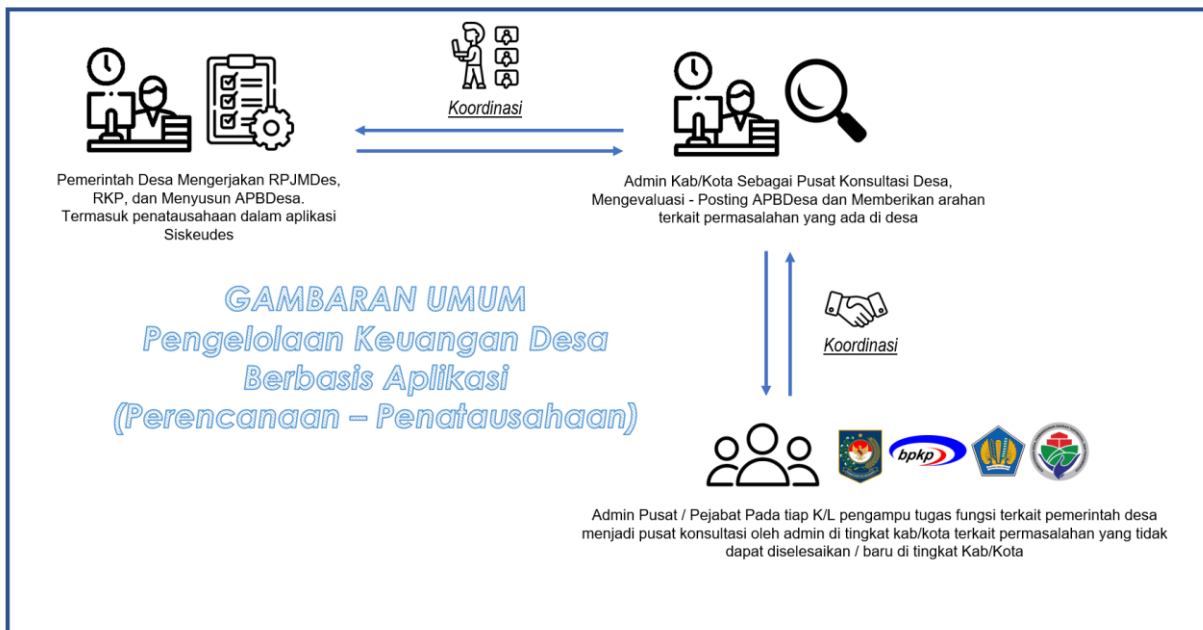 Koordinasi
Pemerintah Desa Mengerjakan RPJMDes,
RKP, dan Menyusun APBDesa.
Termasuk penatausahaan dalam aplikasi
Siskeudes
Admin Kab/Kota Sebagai Pusat Konsultasi Desa,
Mengevaluasi - Posting APBDesa dan Memberikan arahan
terkait permasalahan yang ada di desa
GAMBARAN UMUM
Pengelolaan Keuangan Desa
Berbasis Aplikasi
(Perencanaan – Penatausahaan)
Koordinasi
bpkp
Admin Pusat / Pejabat Pada tiap K/L pengampu tugas fungsi terkait pemerintah desa
menjadi pusat konsultasi oleh admin di tingkat kab/kota terkait permasalahan yang tidak
dapat diselesaikan / baru di tingkat Kab/Kota